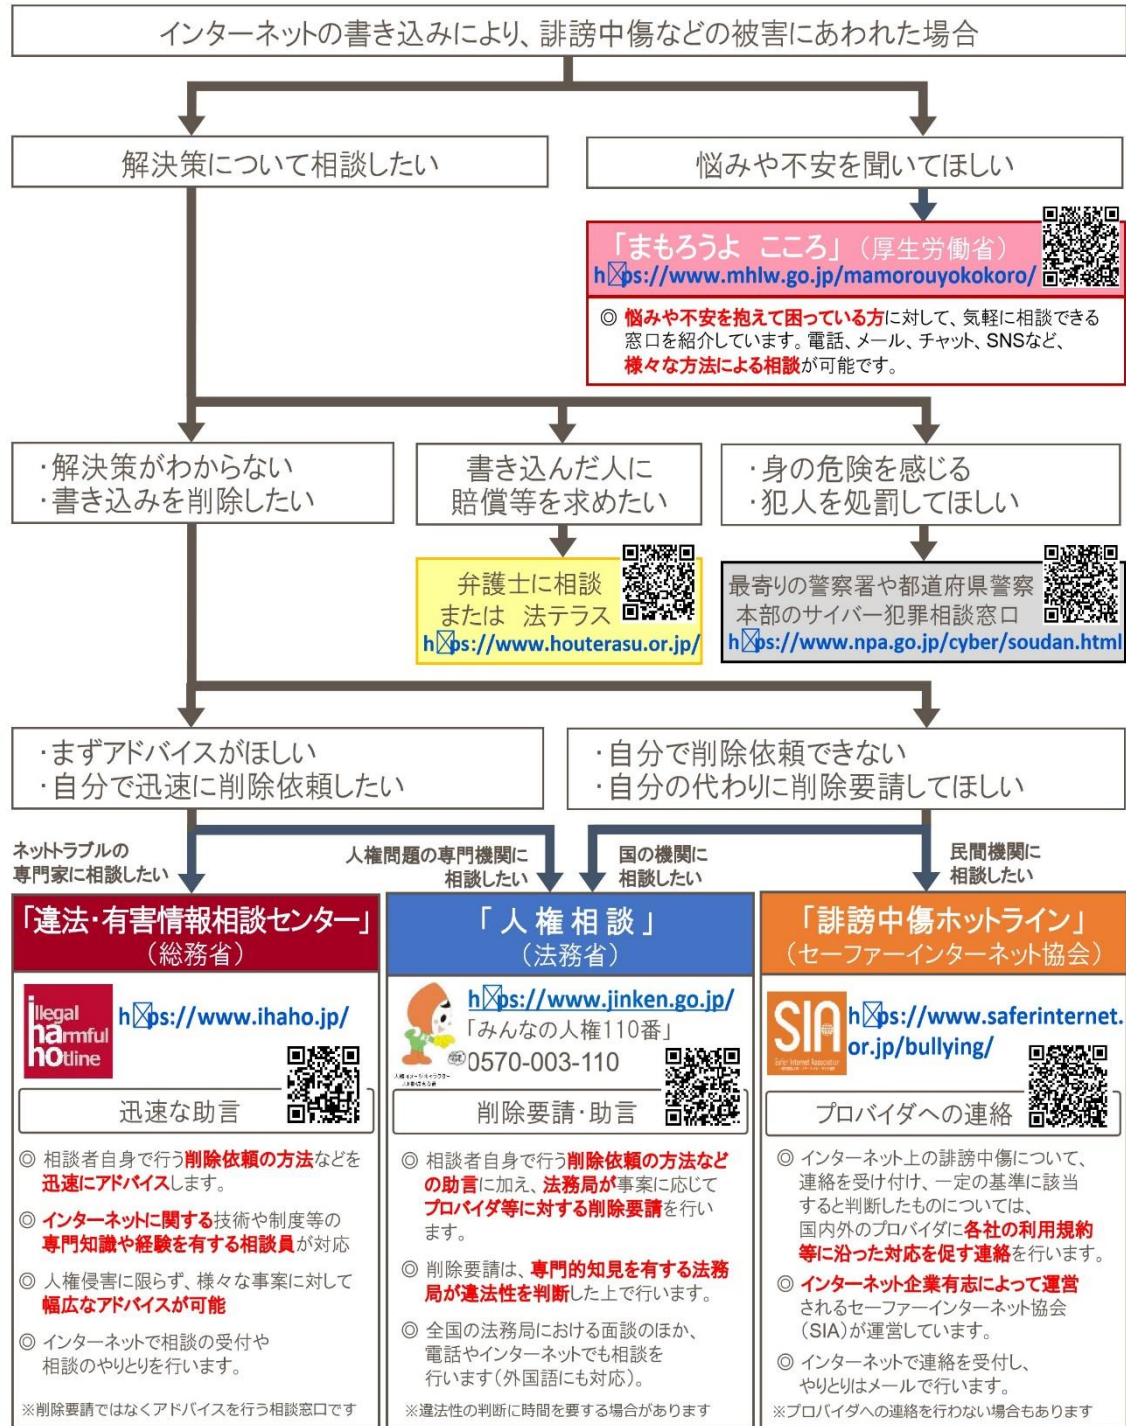 インターネットの書き込みにより、誹謗中傷などの被害にあわれた場合
解決策について相談したい
悩みや不安を聞いてほしい
「まもろうよ　こころ」（厚生労働省）
https://www.mhlw.go.jp/mamorouyokokoro/
◎ 悩みや不安を抱えて困っている方に対して、気軽に相談できる
窓口を紹介しています。電話、メール、チャット、SNSなど、
様々な方法による相談が可能です。
・解決策がわからない
・書き込みを削除したい
書き込んだ人に
賠償等を求めたい
・身の危険を感じる
・犯人を処罰してほしい
弁護士に相談
または　法テラス
https://www.houterasu.or.jp/
最寄りの警察署や都道府県警察
本部のサイバー犯罪相談窓口
https://www.npa.go.jp/cyber/soudan.html
・まずアドバイスがほしい
・自分で迅速に削除依頼したい
・自分で削除依頼できない
・自分の代わりに削除要請してほしい
ネットトラブルの
専門家に相談したい
人権問題の専門機関に
相談したい
国の機関に
相談したい
民間機関に
相談したい
「違法・有害情報相談センター」
（総務省）
illegal
harmful
hotline
https://www.ihaho.jp/
迅速な助言
◎ 相談者自身で行う削除依頼の方法などを
迅速にアドバイスします。
◎ インターネットに関する技術や制度等の
専門知識や経験を有する相談員が対応
◎ 人権侵害に限らず、様々な事案に対して
幅広なアドバイスが可能
◎ インターネットで相談の受付や
相談のやりとりを行います。
※削除要請ではなくアドバイスを行う相談窓口です
「人権相談」
（法務省）
https://www.jinken.go.jp/
「みんなの人権110番」
0570-003-110
削除要請・助言
◎ 相談者自身で行う削除依頼の方法など
の助言に加え、法務局が事案に応じて
プロバイダ等に対する削除要請を行い
ます。
◎ 削除要請は、専門的知見を有する法務
局が違法性を判断した上で行います。
◎ 全国の法務局における面談のほか、
電話やインターネットでも相談を
行います（外国語にも対応）。
※違法性の判断に時間を要する場合があります
「誹謗中傷ホットライン」
（セーファーインターネット協会）
SIA
Safer Internet Association
https://www.saferinternet.
or.jp/bullying/
プロバイダへの連絡
◎ インターネット上の誹謗中傷について、
連絡を受け付け、一定の基準に該当
すると判断したものについては、
国内外のプロバイダに各社の利用規約
等に沿った対応を促す連絡を行います。
◎ インターネット企業有志によって運営
されるセーファーインターネット協会
（SIA）が運営しています。
◎ インターネットで連絡を受付し、
やりとりはメールで行います。
※プロバイダへの連絡を行わない場合もあります